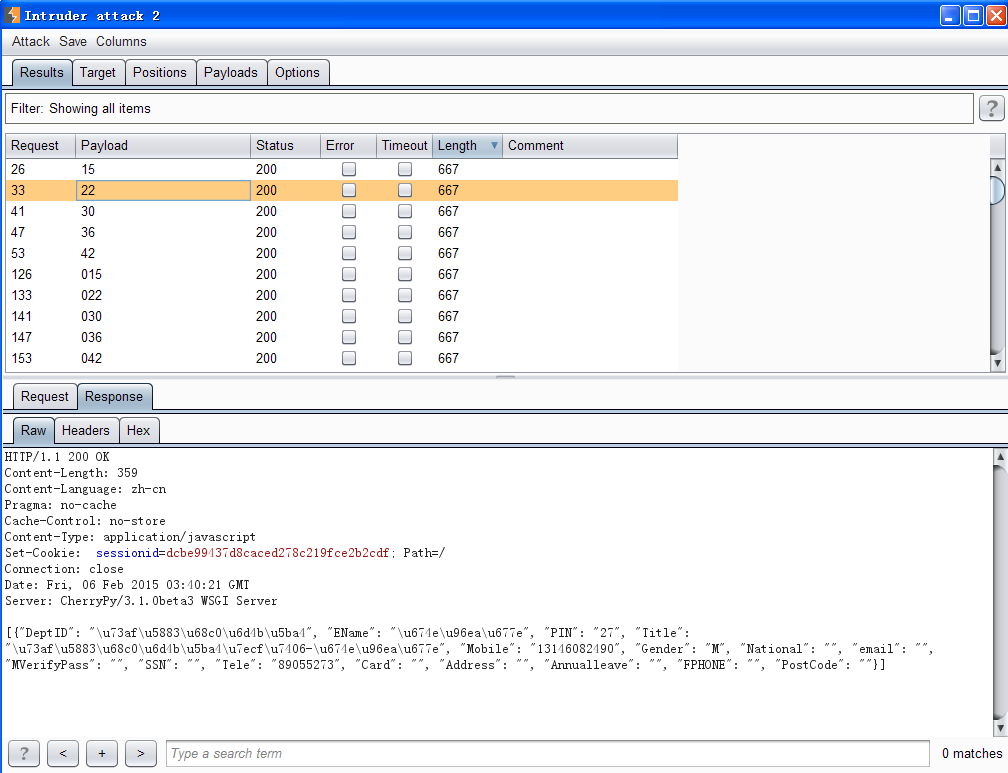 Intruder attack 2
Attack Save Columns
Results Target Positions Payloads Options
Filter: Showing all items ?
Request Payload Status Error Timeout Length Comment
26 15 200 667
33 22 200 667
41 30 200 667
47 36 200 667
53 42 200 667
126 015 200 667
133 022 200 667
141 030 200 667
147 036 200 667
153 042 200 667
Request Response
Raw Headers Hex
HTTP/1.1 200 OK
Content-Length: 359
Content-Language: zh-cn
Pragma: no-cache
Cache-Control: no-store
Content-Type: application/javascript
Set-Cookie: sessionid=dcbe99437d8caced278c219fce2b2cdf; Path=/
Connection: close
Date: Fri, 06 Feb 2015 03:40:21 GMT
Server: CherryPy/3.1.0beta3 WSGI Server
[{"DeptID": "\u73af\u5883\u68c0\u6d4b\u5ba4", "EName": "\u674e\u96ea\u677e", "PIN": "27", "Title":
"\u73af\u5883\u68c0\u6d4b\u5ba4\u7ecf\u7406-\u674e\u96ea\u677e", "Mobile": "13146082490", "Gender": "M", "National": "", "email": "",
"MVerifyPass": "", "SSN": "", "Tele": "89055273", "Card": "", "Address": "", "Annualleave": "", "FPHONE": "", "PostCode": ""}]
? < + > Type a search term 0 matches